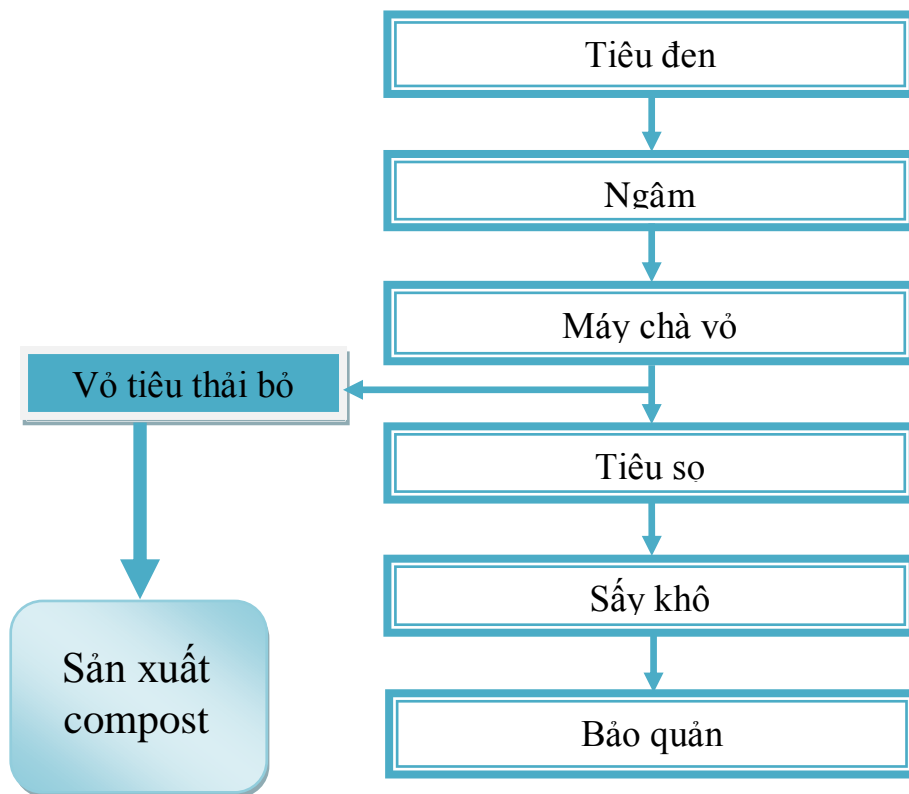 Tiêu đen
Ngâm
Máy chà vỏ
Vỏ tiêu thải bỏ
Tiêu sọ
Sấy khô
Sản xuất
compost
Bảo quản